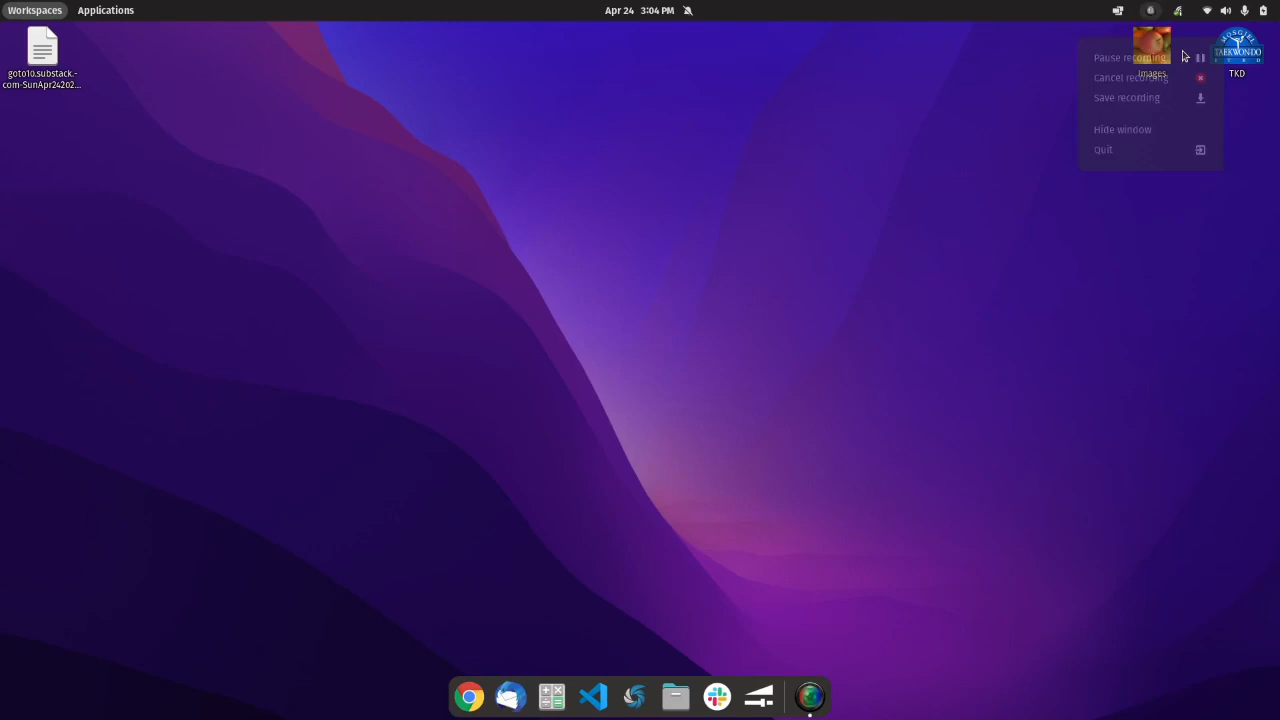 Workspaces
Applications
Apr 24 3:04 PM
goto10.substack.-
com-SunApr24202...
Pause recording
Cancel recording
Save recording
Hide window
Quit
Images
MOSGIEL
TAEKWONDO
TKD